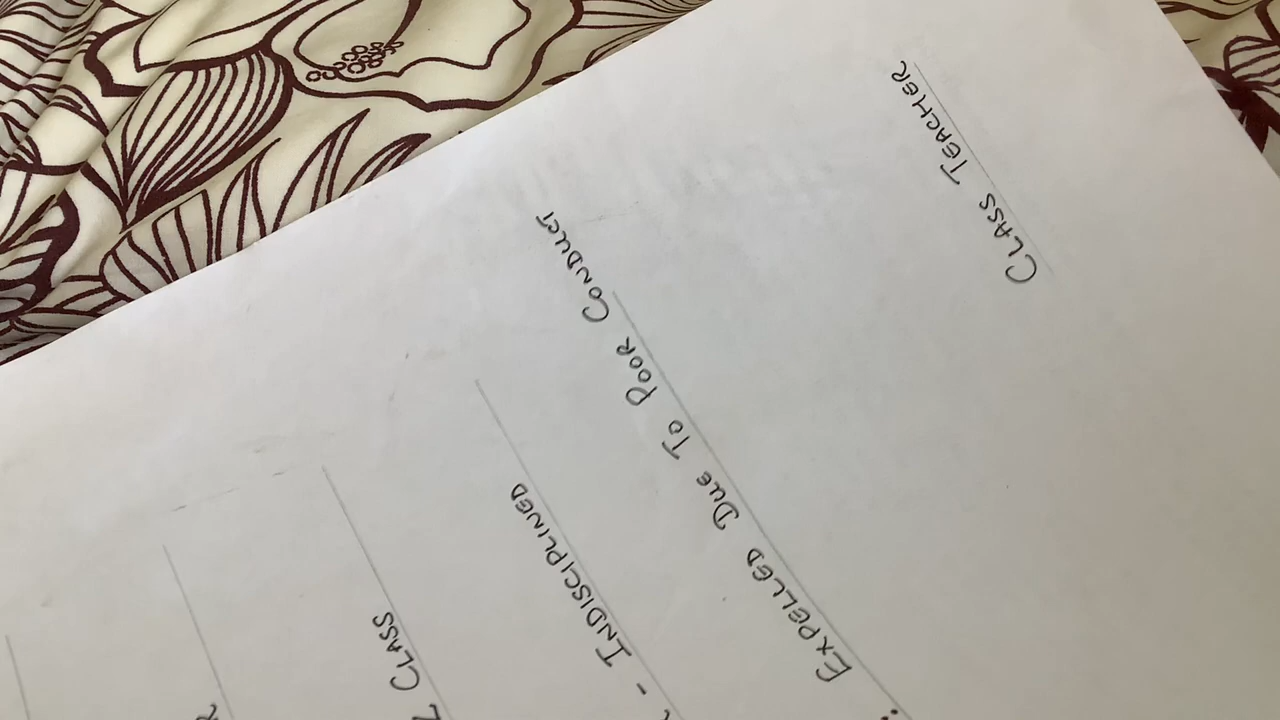 CLASS
- INDISCIPLINED
: EXPELLED DUE TO POOR CONDUCT
CLASS TEACHER